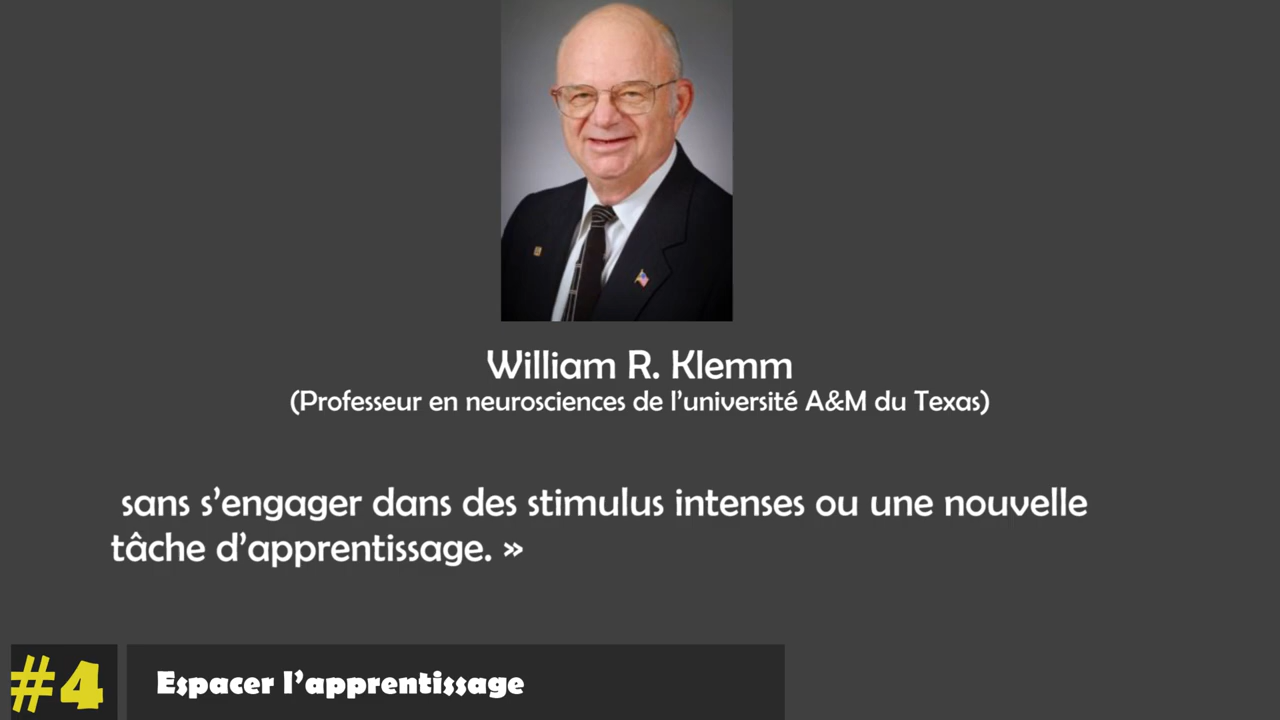 William R. Klemm
(Professeur en neurosciences de l’université A&M du Texas)
sans s’engager dans des stimulus intenses ou une nouvelle
tâche d’apprentissage. »
#4
Espacer l’apprentissage